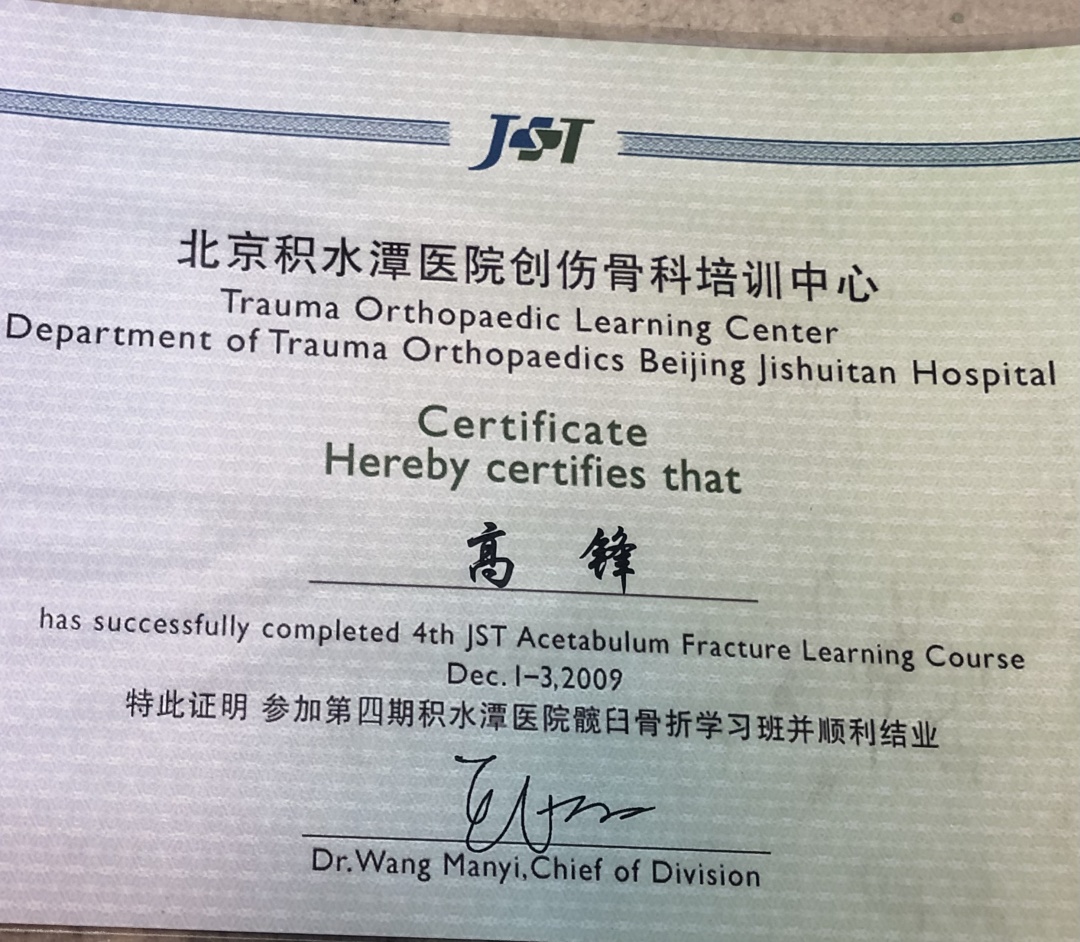 JST
北京积水潭医院创伤骨科培训中心
Trauma Orthopaedic Learning Center
Department of Trauma Orthopaedics Beijing Jishuitan Hospital
Certificate
Hereby certifies that
高 锋
has successfully completed 4th JST Acetabulum Fracture Learning Course
Dec. 1-3,2009
特此证明 参加第四期积水潭医院髋臼骨折学习班并顺利结业
Dr.Wang Manyi,Chief of Division